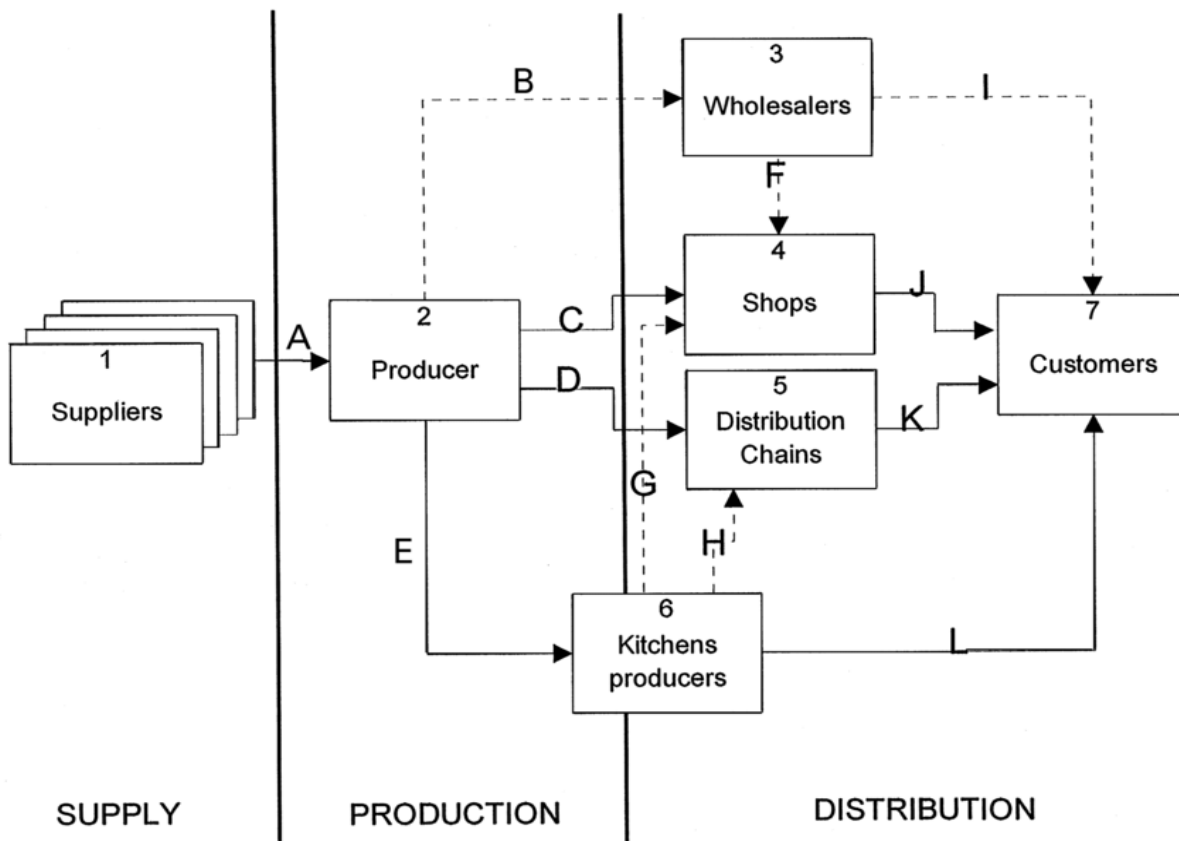 3
Wholesalers
B
I
F
4
Shops
J
7
Customers
1
Suppliers
A
2
Producer
C
D
5
Distribution
Chains
K
G
H
E
6
Kitchens
producers
L
SUPPLY
PRODUCTION
DISTRIBUTION